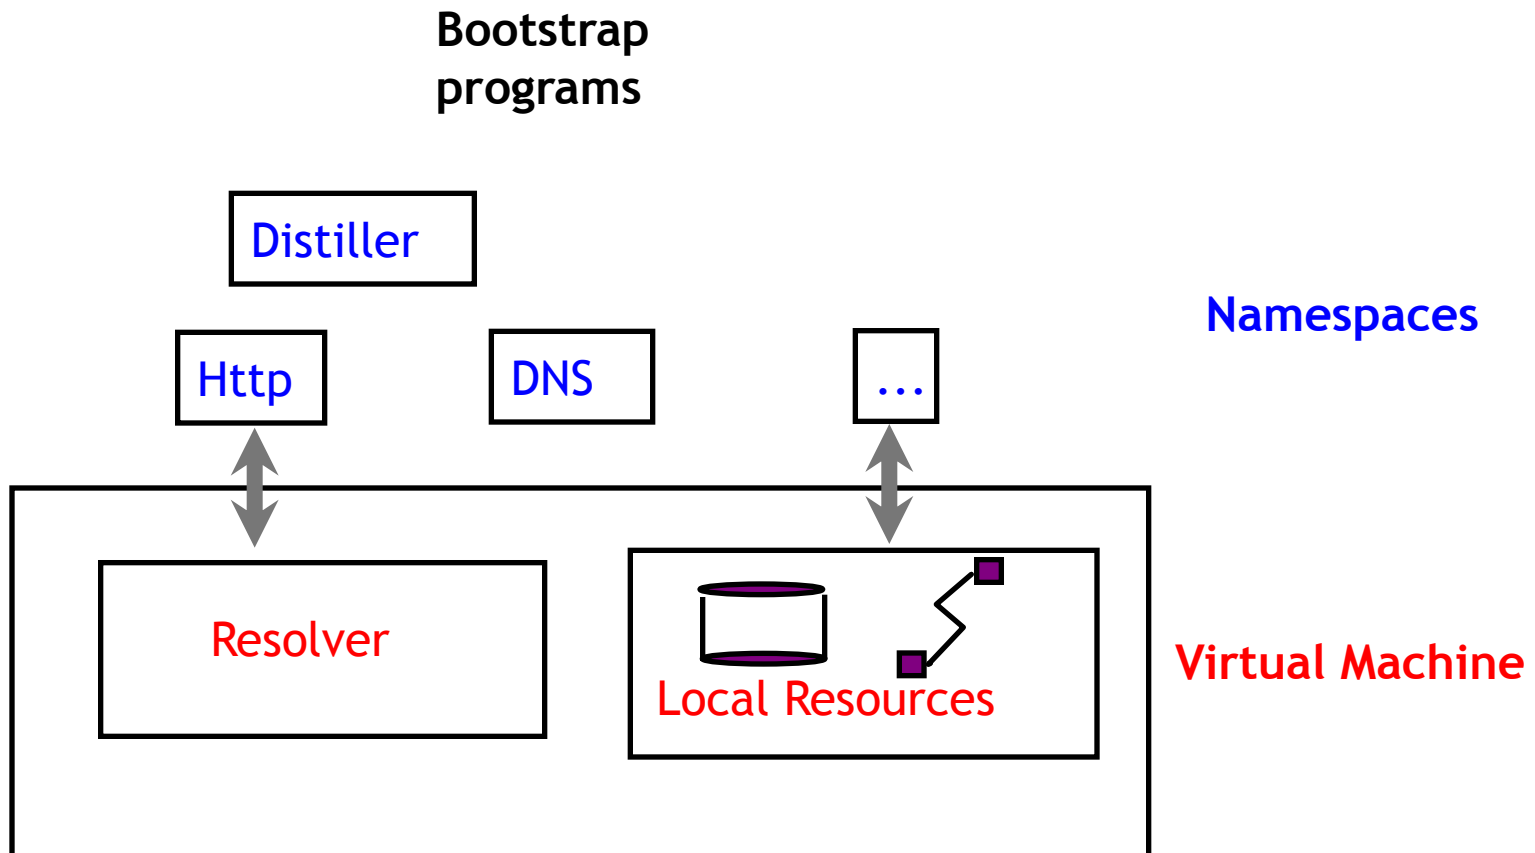 Bootstrap
programs
Distiller
Namespaces
Http
DNS
...
Resolver
Virtual Machine
Local Resources